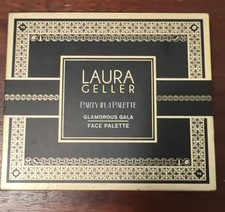 LAURA
GELLER
PARTY IN A PALETTE
GLAMOROUS GALA
FACE PALETTE